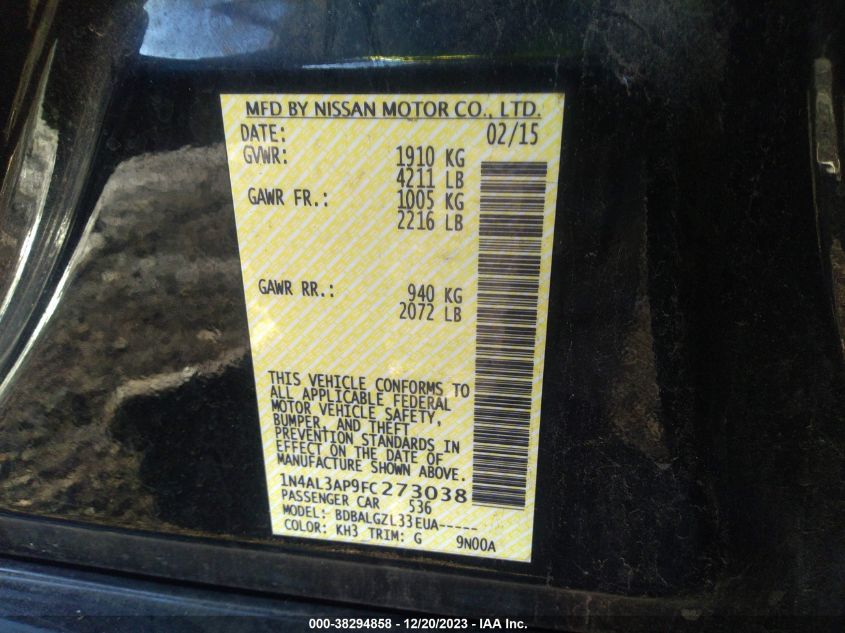 MFD BY NISSAN MOTOR CO., LTD.
DATE: 02/15
GVWR: 1910 KG
4211 LB
GAWR FR.: 1005 KG
2216 LB
GAWR RR.: 940 KG
2072 LB
THIS VEHICLE CONFORMS TO
ALL APPLICABLE FEDERAL
MOTOR VEHICLE SAFETY,
BUMPER, AND THEFT
PREVENTION STANDARDS IN
EFFECT ON THE DATE OF
MANUFACTURE SHOWN ABOVE.
1N4AL3AP9FC273038
PASSENGER CAR 536
MODEL: BDBALGZL33EUA-----
COLOR: KH3 TRIM: G 9N00A
000-38294858 - 12/20/2023 - IAA Inc.